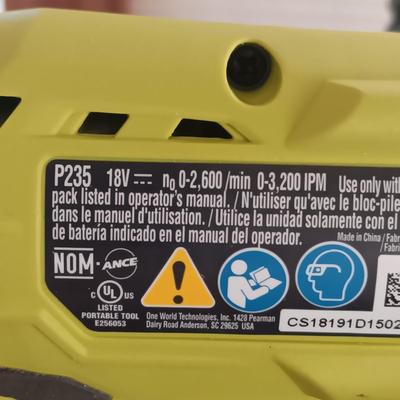 P235 18V⎓ n₀ 0-2,600 /min 0-3,200 IPM Use only with
pack listed in operator's manual. / N'utiliser qu'avec le bloc-pile
dans le manuel d'utilisation. / Utilice la unidad solamente con el
de batería indicado en el manual del operador.
Made in China / Fabri
NOM-ANCE
C UL US
LISTED
PORTABLE TOOL
E256053
One World Technologies, Inc. 1428 Pearman
Dairy Road Anderson, SC 29625 USA
CS18191D1502